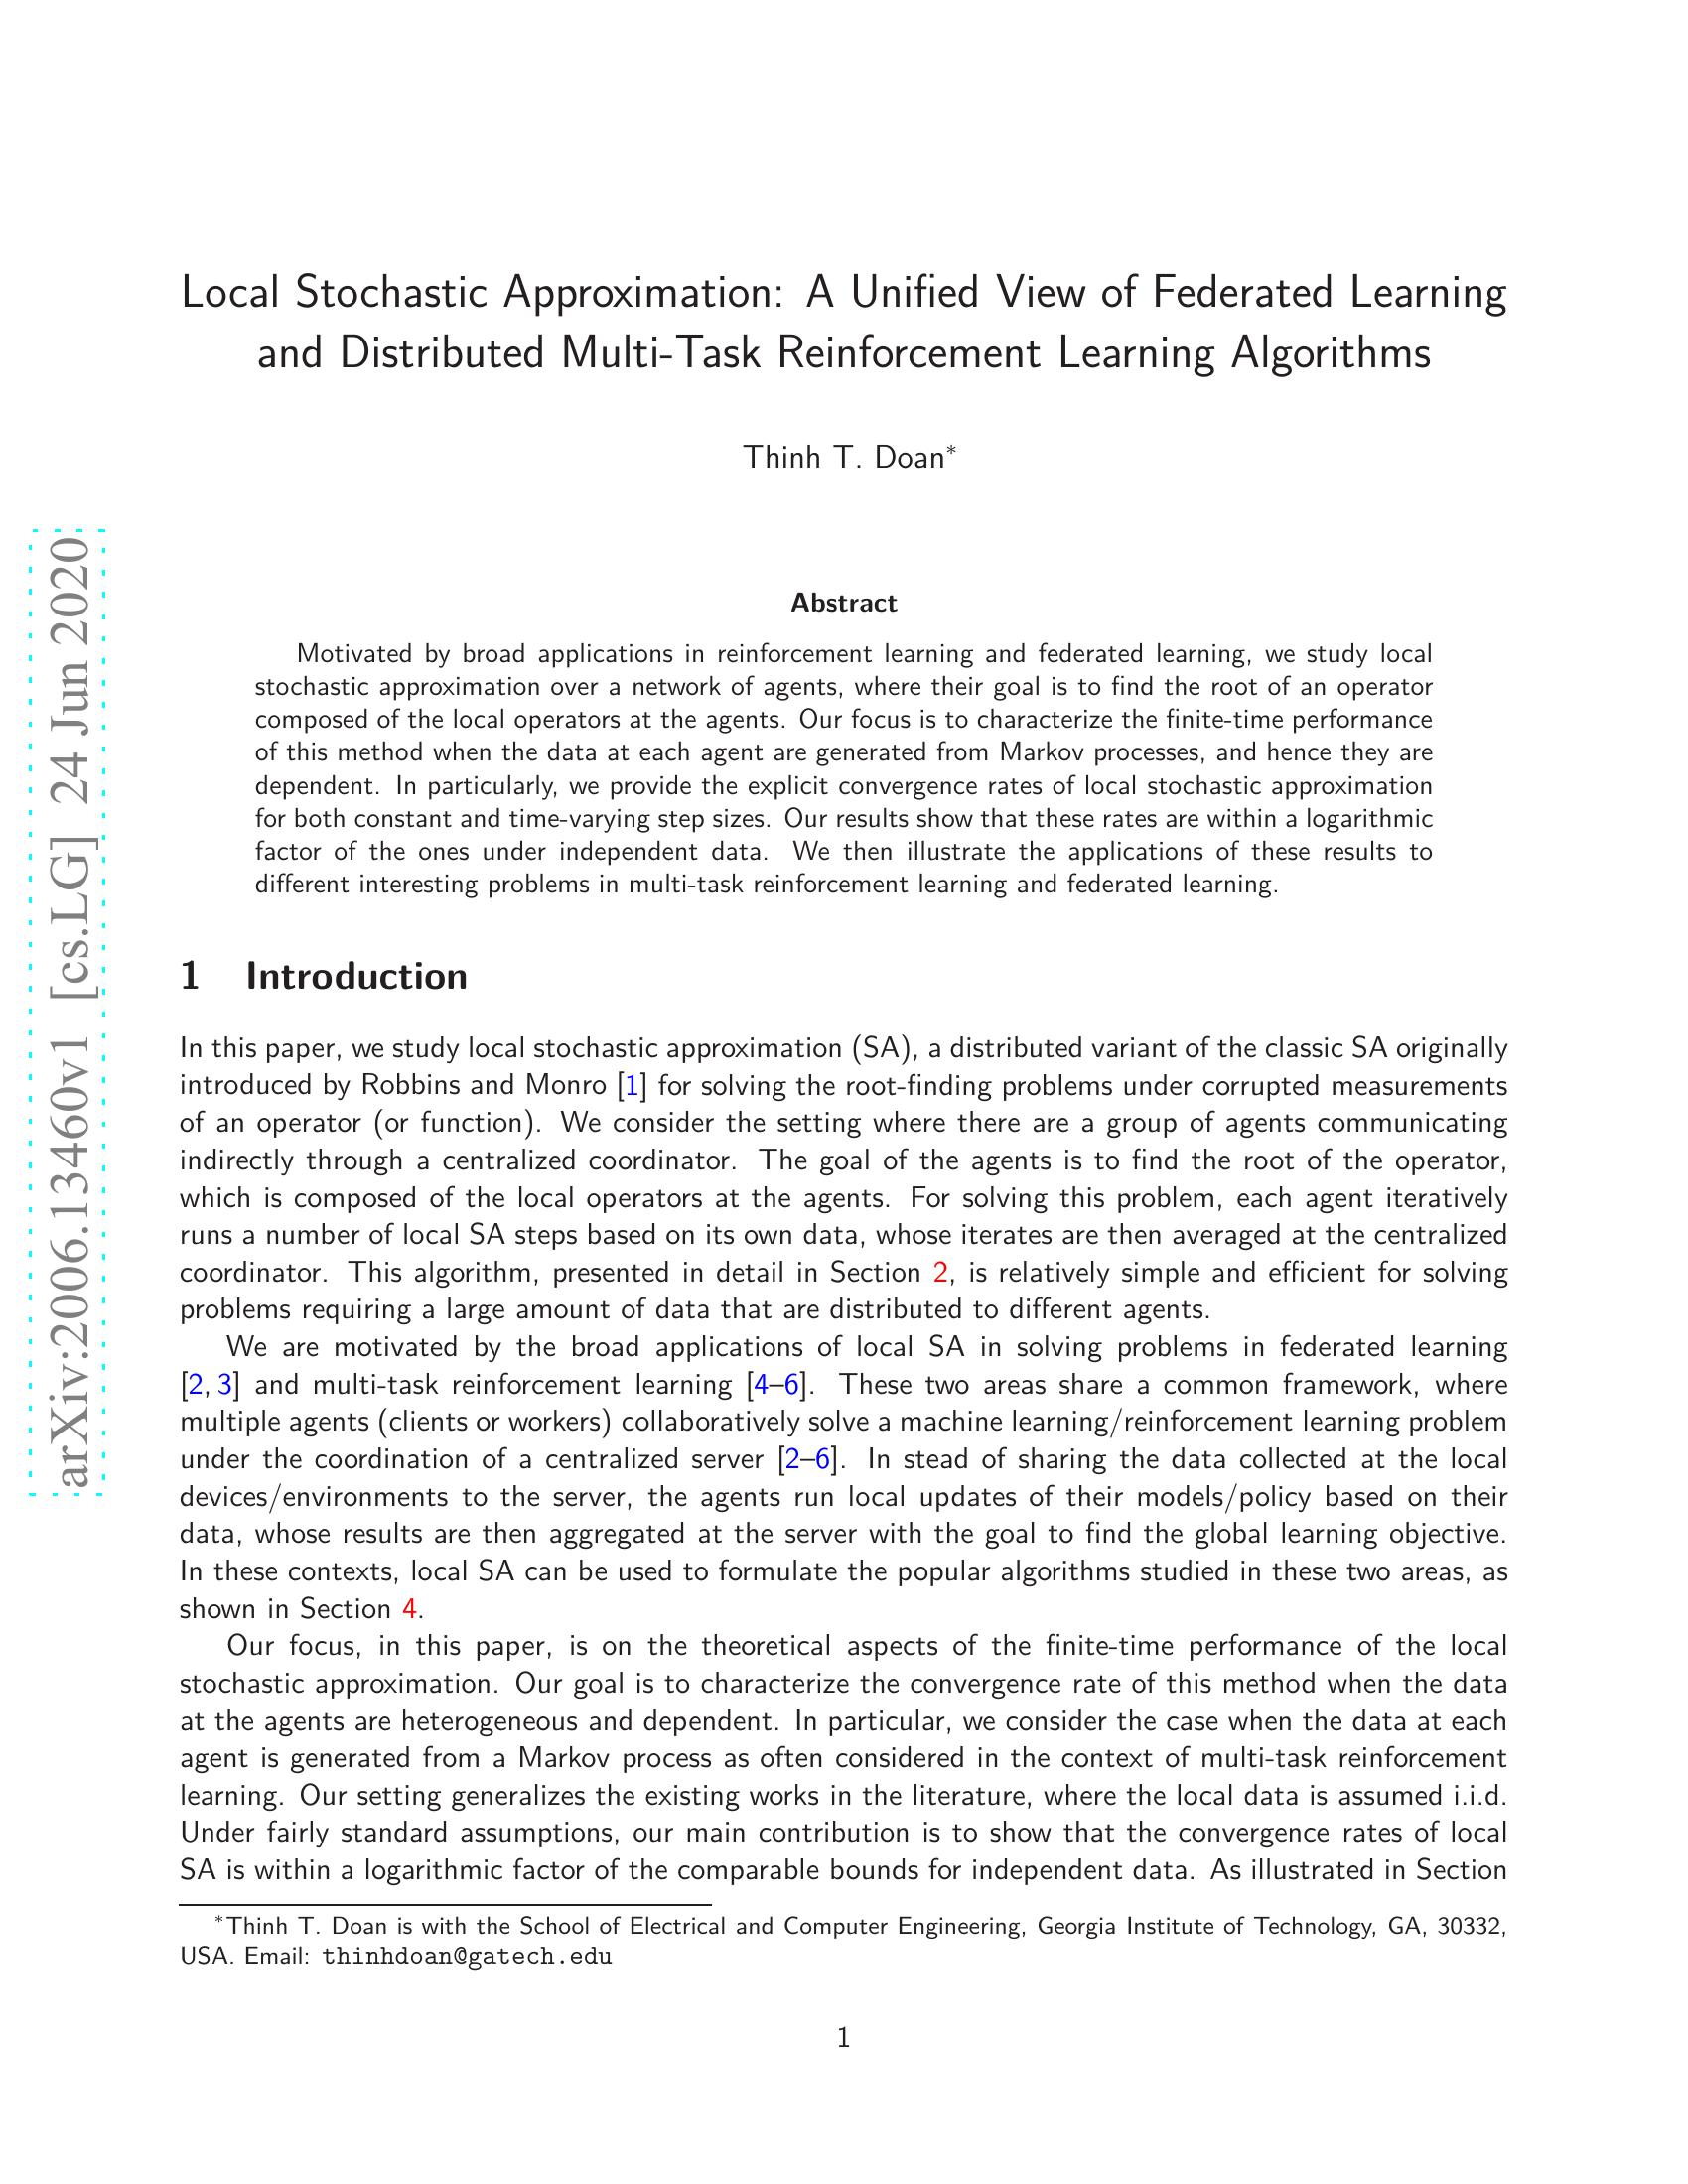 Local Stochastic Approximation: A Unified View of Federated Learning
and Distributed Multi-Task Reinforcement Learning Algorithms
Thinh T. Doan*
arXiv:2006.13460v1 [cs.LG] 24 Jun 2020
Abstract
Motivated by broad applications in reinforcement learning and federated learning, we study local
stochastic approximation over a network of agents, where their goal is to find the root of an operator
composed of the local operators at the agents. Our focus is to characterize the finite-time performance
of this method when the data at each agent are generated from Markov processes, and hence they are
dependent. In particularly, we provide the explicit convergence rates of local stochastic approximation
for both constant and time-varying step sizes. Our results show that these rates are within a logarithmic
factor of the ones under independent data. We then illustrate the applications of these results to
different interesting problems in multi-task reinforcement learning and federated learning.
1 Introduction
In this paper, we study local stochastic approximation (SA), a distributed variant of the classic SA originally
introduced by Robbins and Monro [1] for solving the root-finding problems under corrupted measurements
of an operator (or function). We consider the setting where there are a group of agents communicating
indirectly through a centralized coordinator. The goal of the agents is to find the root of the operator,
which is composed of the local operators at the agents. For solving this problem, each agent iteratively
runs a number of local SA steps based on its own data, whose iterates are then averaged at the centralized
coordinator. This algorithm, presented in detail in Section 2, is relatively simple and efficient for solving
problems requiring a large amount of data that are distributed to different agents.
We are motivated by the broad applications of local SA in solving problems in federated learning
[2, 3] and multi-task reinforcement learning [4–6]. These two areas share a common framework, where
multiple agents (clients or workers) collaboratively solve a machine learning/reinforcement learning problem
under the coordination of a centralized server [2–6]. In stead of sharing the data collected at the local
devices/environments to the server, the agents run local updates of their models/policy based on their
data, whose results are then aggregated at the server with the goal to find the global learning objective.
In these contexts, local SA can be used to formulate the popular algorithms studied in these two areas, as
shown in Section 4.
Our focus, in this paper, is on the theoretical aspects of the finite-time performance of the local
stochastic approximation. Our goal is to characterize the convergence rate of this method when the data
at the agents are heterogeneous and dependent. In particular, we consider the case when the data at each
agent is generated from a Markov process as often considered in the context of multi-task reinforcement
learning. Our setting generalizes the existing works in the literature, where the local data is assumed i.i.d.
Under fairly standard assumptions, our main contribution is to show that the convergence rates of local
SA is within a logarithmic factor of the comparable bounds for independent data. As illustrated in Section
*Thinh T. Doan is with the School of Electrical and Computer Engineering, Georgia Institute of Technology, GA, 30332,
USA. Email: thinhdoan@gatech.edu
1